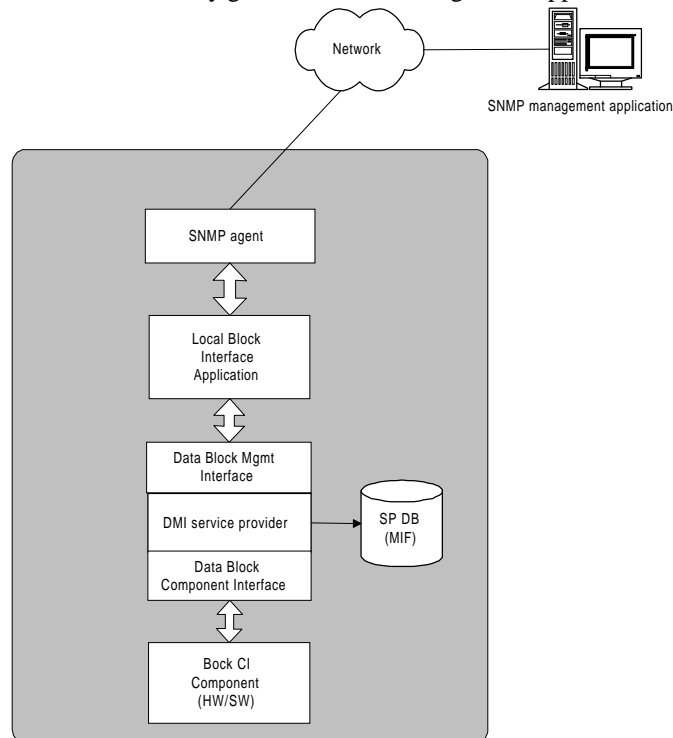 Network
SNMP management application
SNMP agent
Local Block
Interface
Application
Data Block Mgmt
Interface
DMI service provider
SP DB
(MIF)
Data Block
Component Interface
Bock CI
Component
(HW/SW)